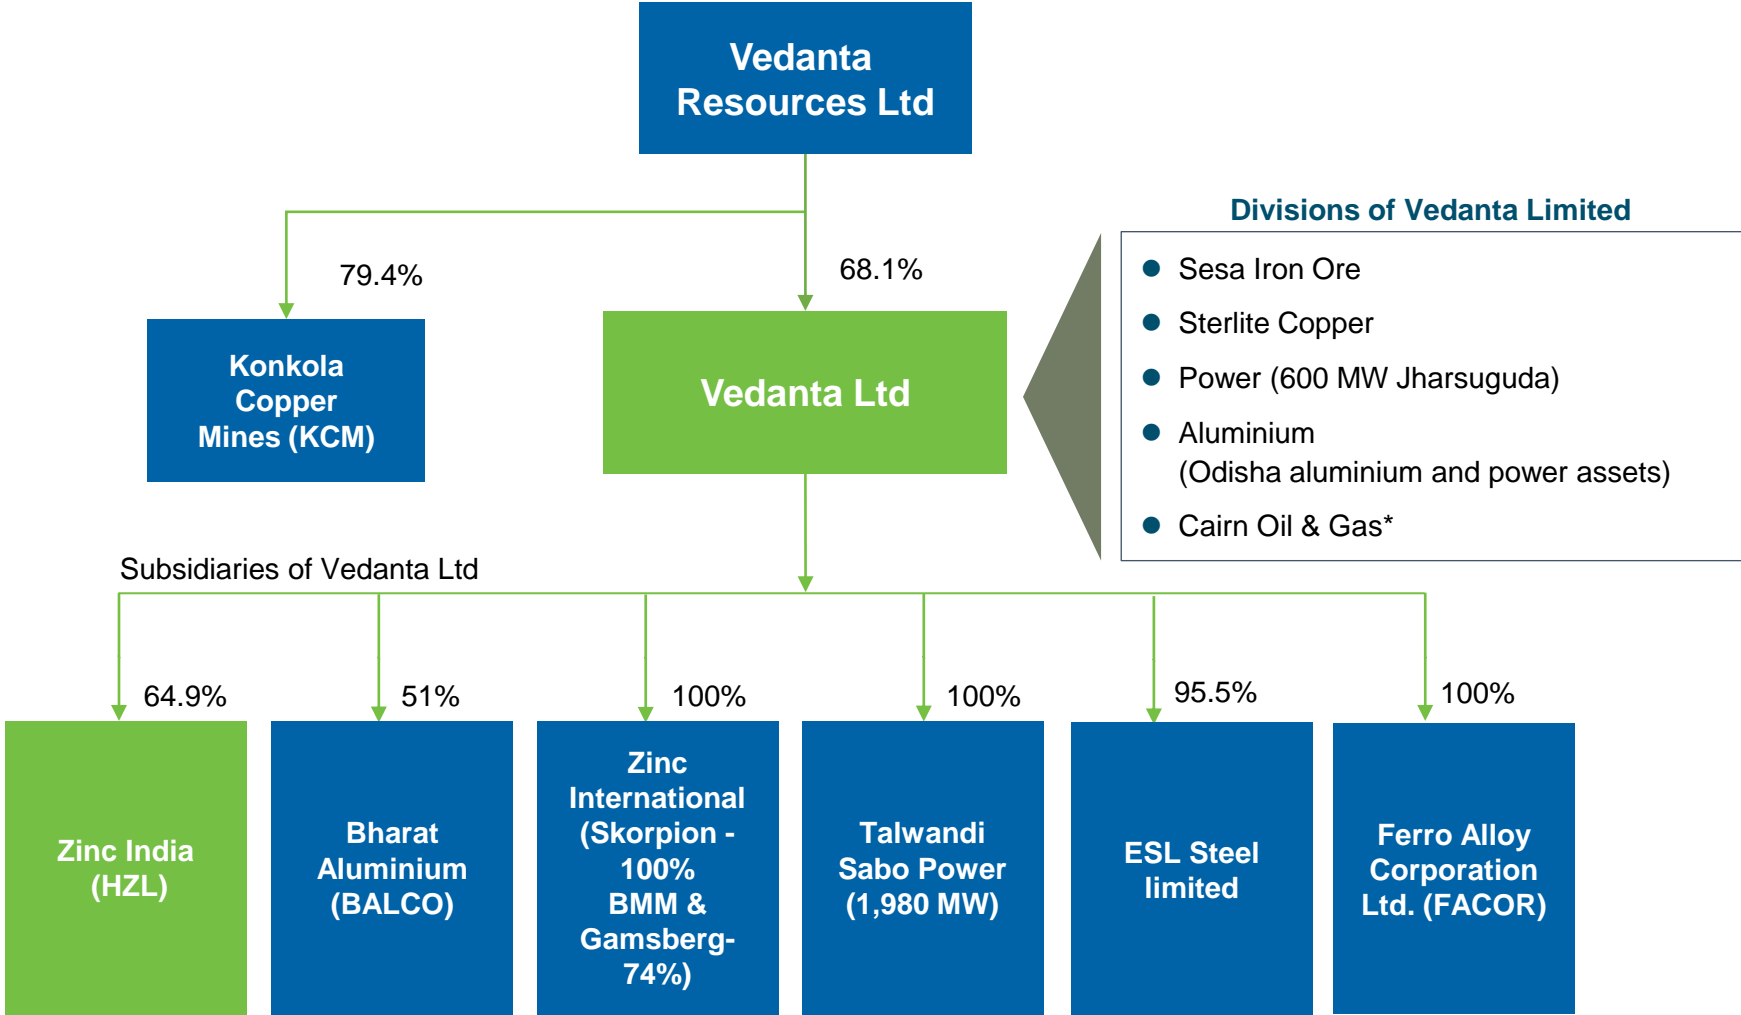 Vedanta
Resources Ltd
Divisions of Vedanta Limited
79.4%
68.1%
Sesa Iron Ore
Sterlite Copper
Power (600 MW Jharsuguda)
Aluminium
(Odisha aluminium and power assets)
Cairn Oil & Gas*
Konkola
Copper
Mines (KCM)
Vedanta Ltd
Subsidiaries of Vedanta Ltd
64.9%
51%
100%
100%
95.5%
100%
Zinc India
(HZL)
Bharat
Aluminium
(BALCO)
Zinc
International
(Skorpion -
100%
BMM &
Gamsberg-
74%)
Talwandi
Sabo Power
(1,980 MW)
ESL Steel
limited
Ferro Alloy
Corporation
Ltd. (FACOR)